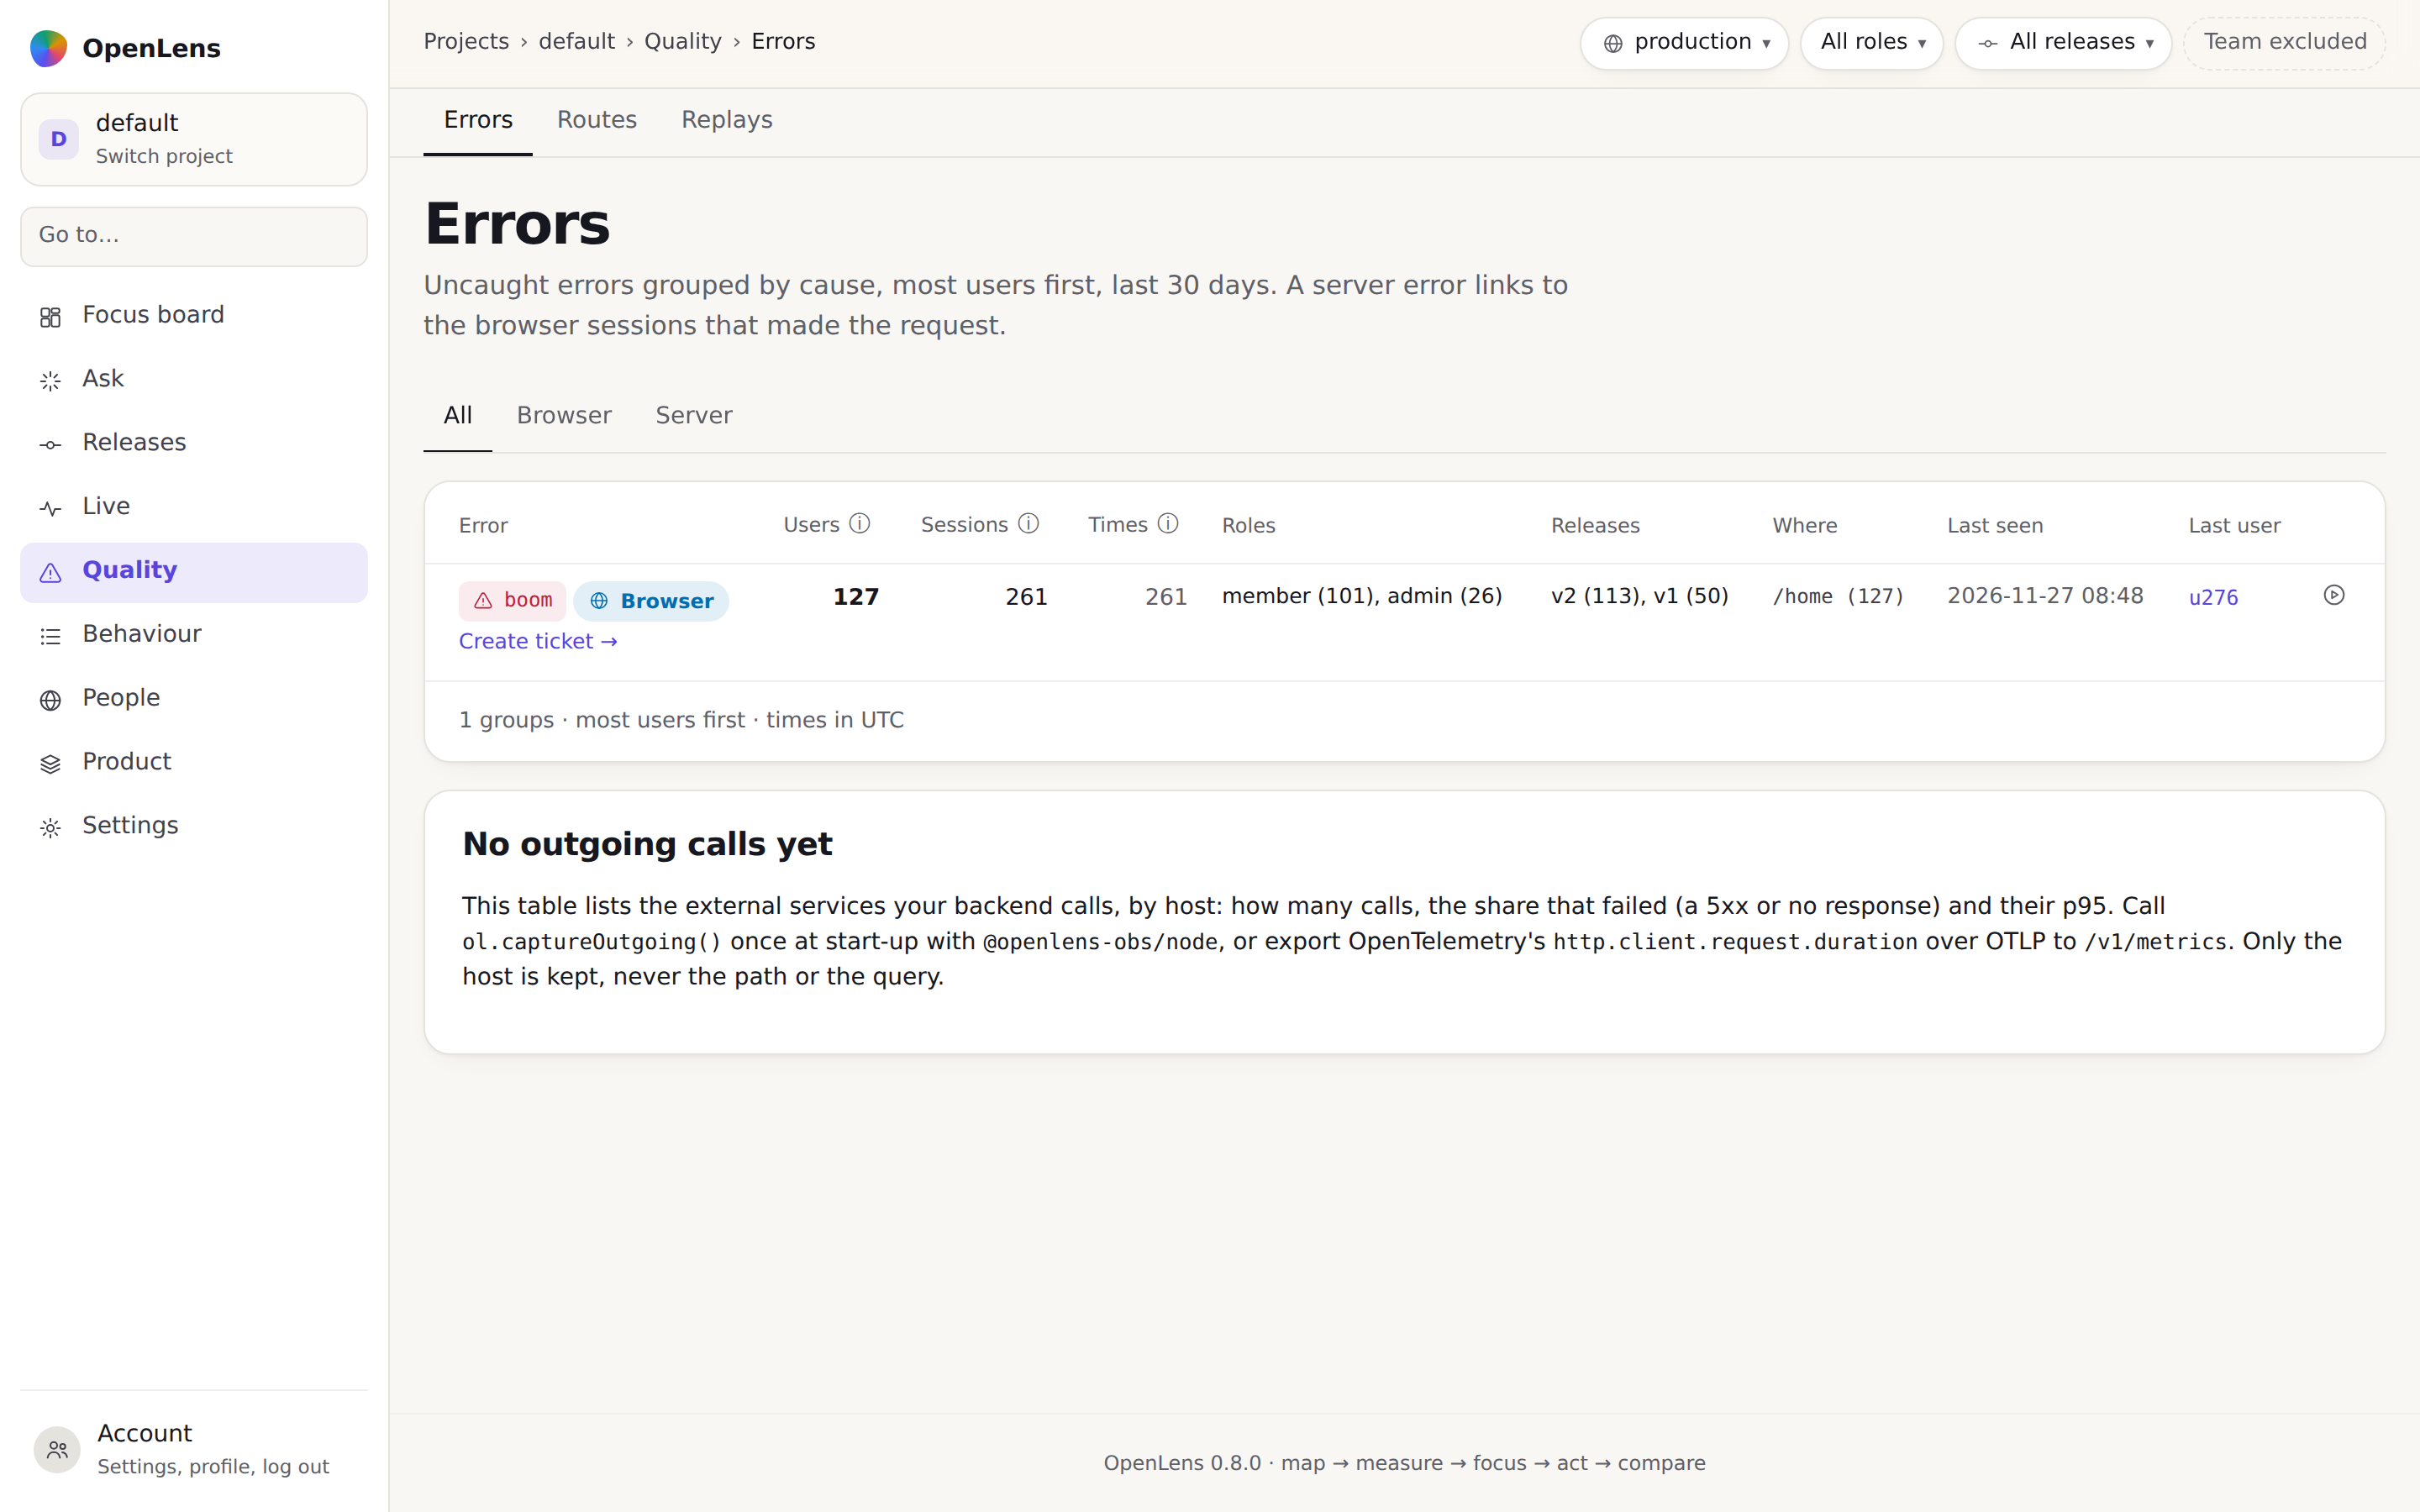 OpenLens
D
default
Switch project
Go to...
Focus board
Ask
Releases
Live
Quality
Behaviour
People
Product
Settings
Account
Settings, profile, log out
Projects › default › Quality › Errors
production ▾
All roles ▾
All releases ▾
Team excluded
Errors Routes Replays
Errors
Uncaught errors grouped by cause, most users first, last 30 days. A server error links to
the browser sessions that made the request.
All Browser Server
Error Users ⓘ Sessions ⓘ Times ⓘ Roles Releases Where Last seen Last user
boom Browser 127 261 261 member (101), admin (26) v2 (113), v1 (50) /home (127) 2026-11-27 08:48 u276
Create ticket →
1 groups · most users first · times in UTC
No outgoing calls yet
This table lists the external services your backend calls, by host: how many calls, the share that failed (a 5xx or no response) and their p95. Call
ol.captureOutgoing() once at start-up with @openlens-obs/node, or export OpenTelemetry's http.client.request.duration over OTLP to /v1/metrics. Only the
host is kept, never the path or the query.
OpenLens 0.8.0 · map → measure → focus → act → compare